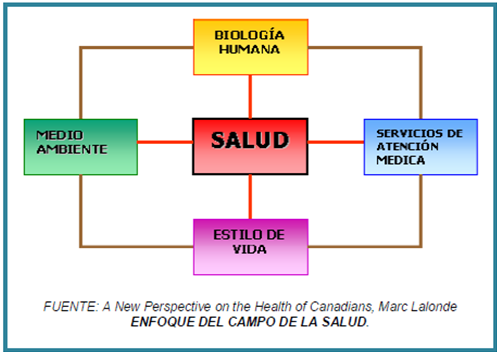 BIOLOGÍA
HUMANA
MEDIO
AMBIENTE
SALUD
SERVICIOS DE
ATENCIÓN
MEDICA
ESTILO DE
VIDA
FUENTE: A New Perspective on the Health of Canadians, Marc Lalonde
ENFOQUE DEL CAMPO DE LA SALUD.